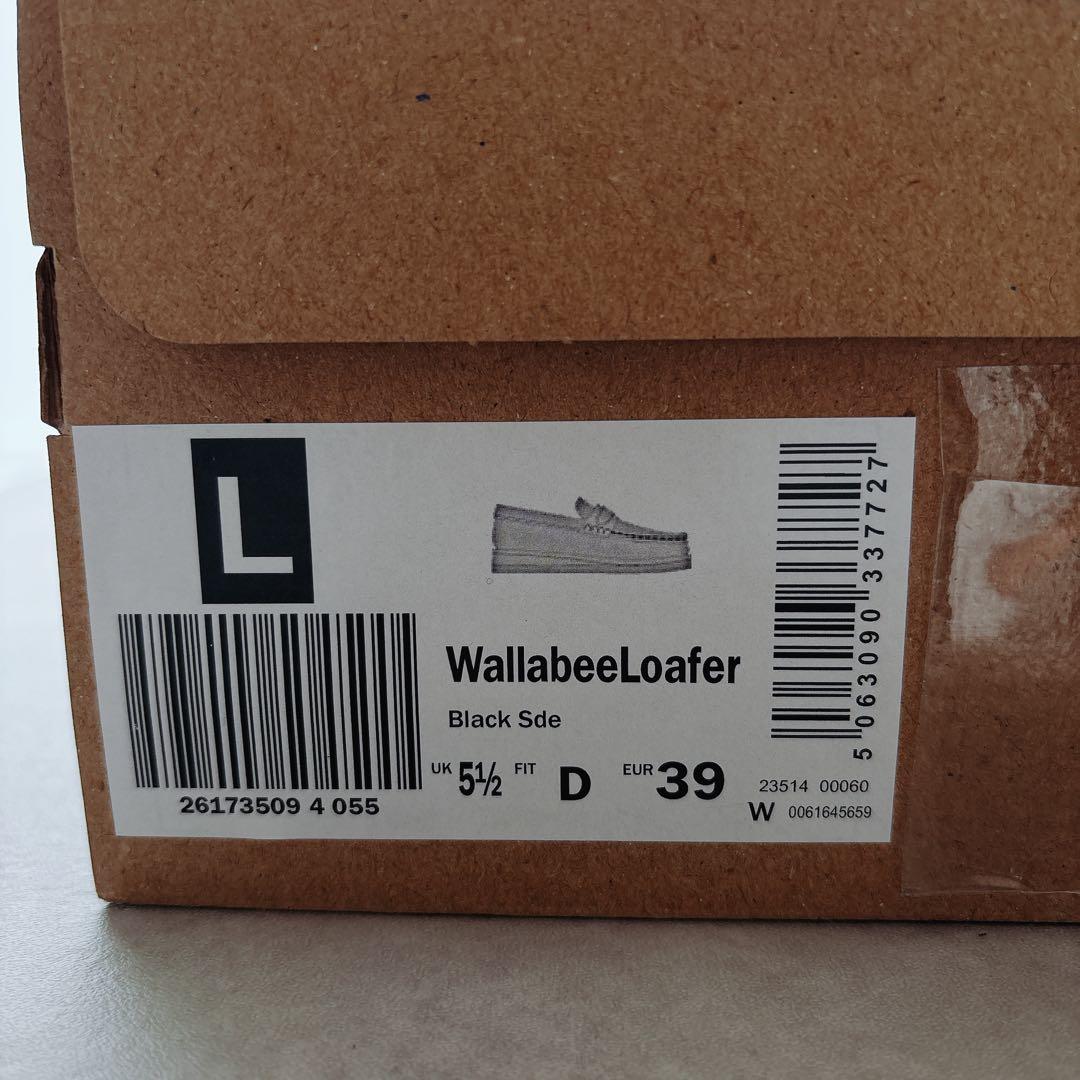 L
26173509 4 055
WallabeeLoafer
Black Sde
UK 5½ FIT D EUR 39
5 063090 337727
23514 00060
W 0061645659